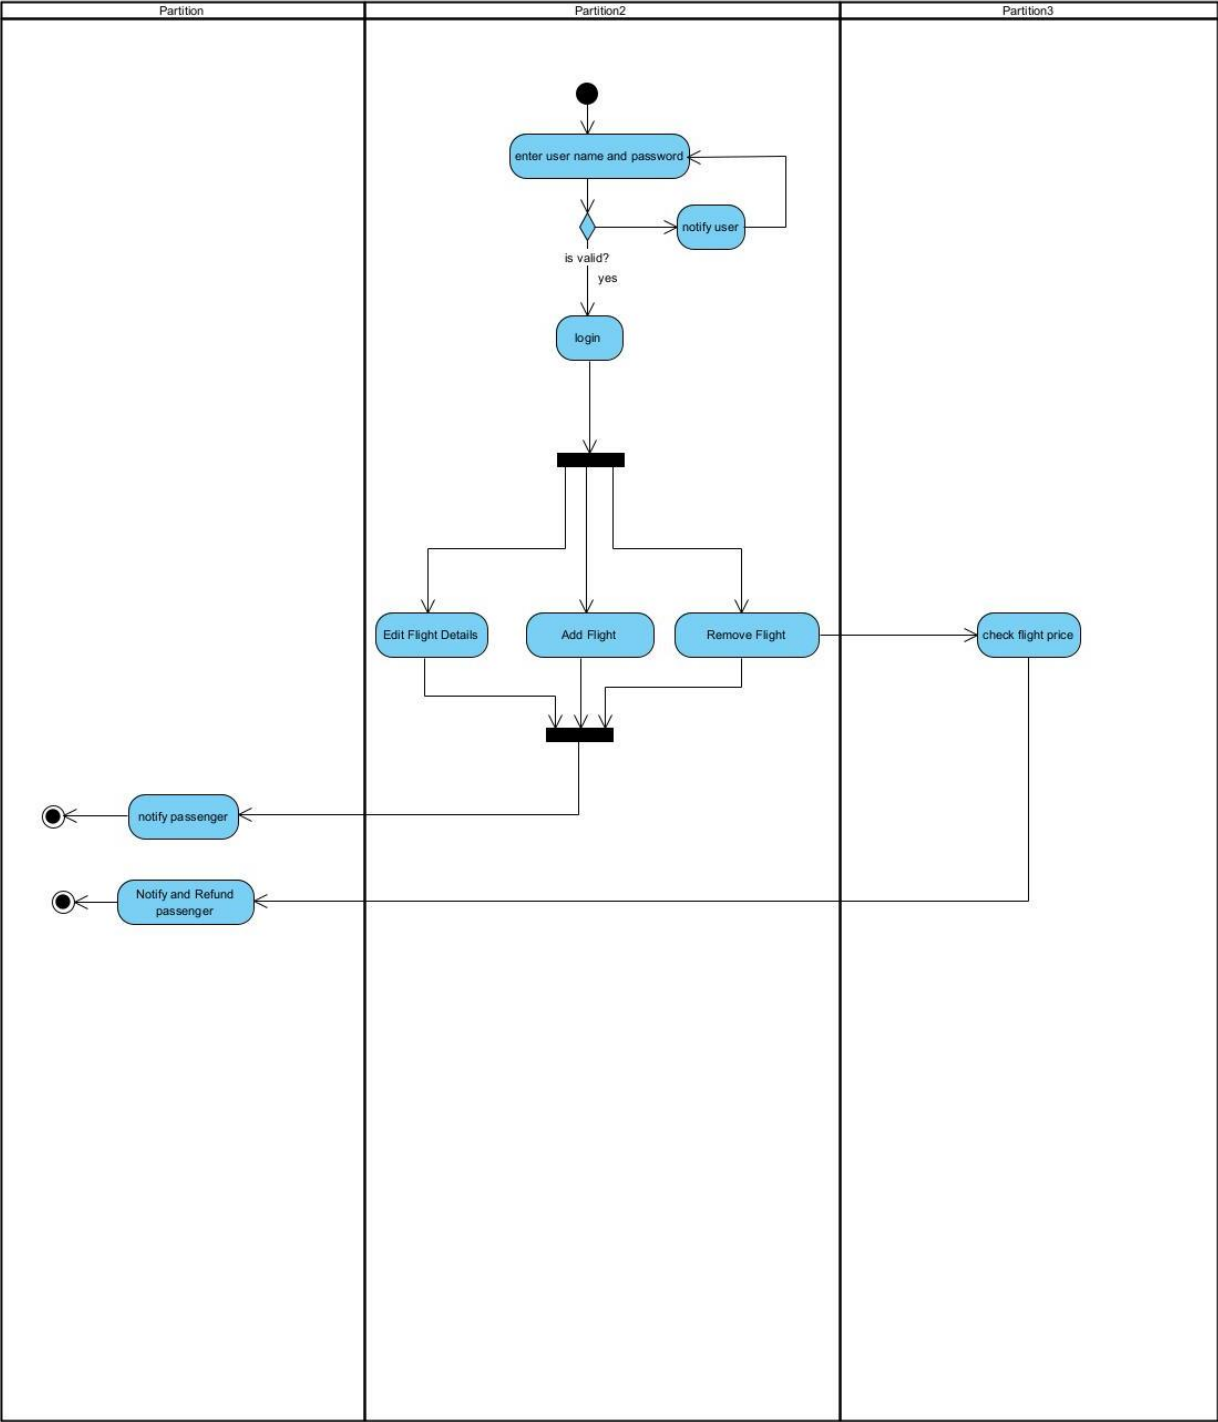 Partition
Partition2
Partition3
enter user name and password
notify user
is valid?
yes
login
Edit Flight Details
Add Flight
Remove Flight
check flight price
notify passenger
Notify and Refund
passenger